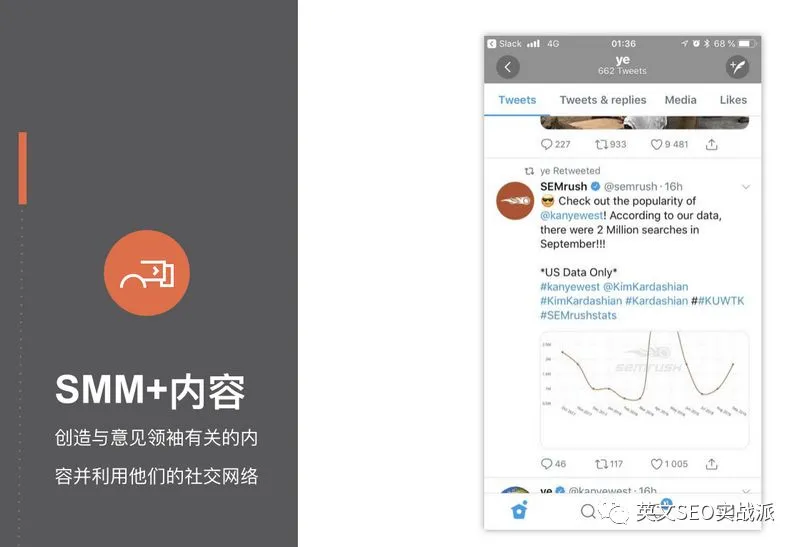 SMM+内容
创造与意见领袖有关的内
容并利用他们的社交网络
Slack 4G 01:36 68 %
ye
662 Tweets
Tweets Tweets & replies Media Likes
227 933 9 481
ye Retweeted
SEMrush @semrush · 16h
😎 Check out the popularity of
@kanyewest! According to our data,
there were 2 Million searches in
September!!!
*US Data Only*
#kanyewest @KimKardashian
#KimKardashian #Kardashian ##KUWTK
#SEMrushstats
semrush
46 117 1 005
ye @kanyewest · 16h
英文SEO实战派